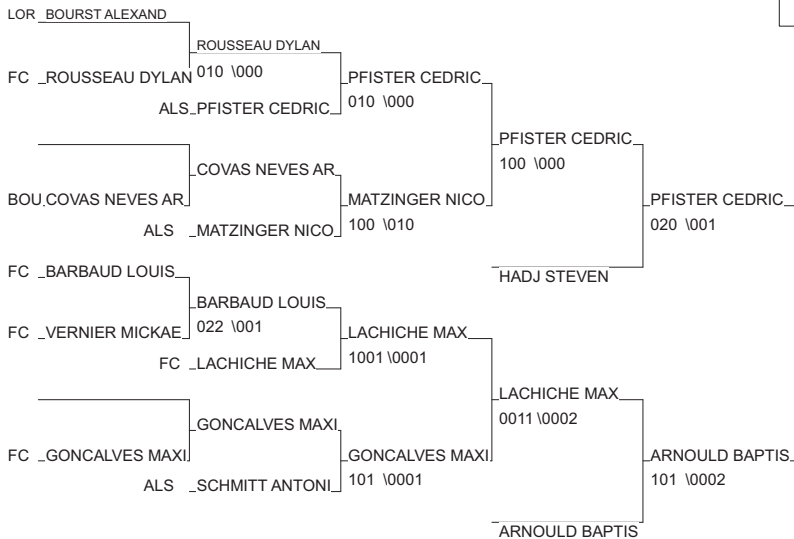 LOR BOURST ALEXAND
ROUSSEAU DYLAN
010 \000
FC ROUSSEAU DYLAN
PFISTER CEDRIC
010 \000
ALS PFISTER CEDRIC
PFISTER CEDRIC
100 \000
COVAS NEVES AR
BOU COVAS NEVES AR
MATZINGER NICO
100 \010
PFISTER CEDRIC
020 \001
ALS MATZINGER NICO
FC BARBAUD LOUIS
HADJ STEVEN
BARBAUD LOUIS
022 \001
FC VERNIER MICKAE
LACHICHE MAX
1001 \0001
FC LACHICHE MAX
LACHICHE MAX
0011 \0002
GONCALVES MAXI
FC GONCALVES MAXI
GONCALVES MAXI
101 \0001
ARNOULD BAPTIS
101 \0002
ALS SCHMITT ANTONI
ARNOULD BAPTIS